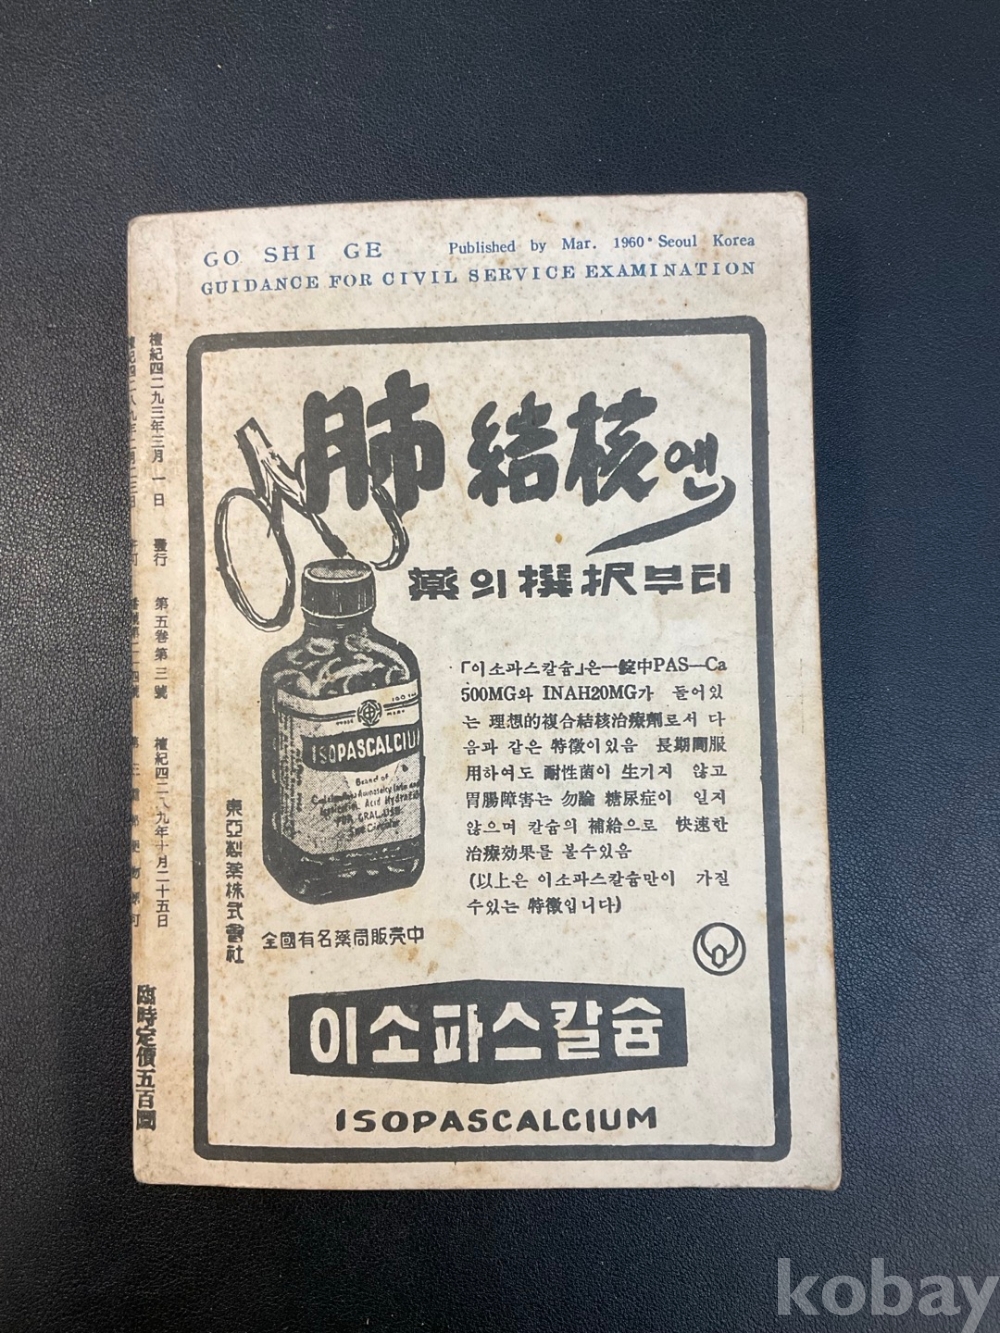 GO SHI GE Published by Mar. 1960・Seoul Korea
GUIDANCE FOR CIVIL SERVICE EXAMINATION
肺結核엔
薬의撰択부터
「이소파스칼슘」은一錠中PAS—Ca
500MG와 INAH20MG가 들어있
는 理想的複合結核治療劑로서 다
음과 같은 特徵이있음 長期間服
用하여도 耐性菌이 생기지 않고
胃腸障害는 勿論 糖尿症이 일지
않으며 칼슘의 補給으로 快速한
治療効果를 볼수있음
(以上은 이소파스칼슘만이 가질
수있는 特徵입니다)
ISOPASCALCIUM
Brand of
FOR ORAL USE
See Circular
東亞製薬株式會社
全國有名薬局販売中
이소파스칼슘
ISOPASCALCIUM
檀紀四二九三年三月一日 發行 第五卷第三號 檀紀四二八九年十月二十五日
臨時定價五百圜
kobay